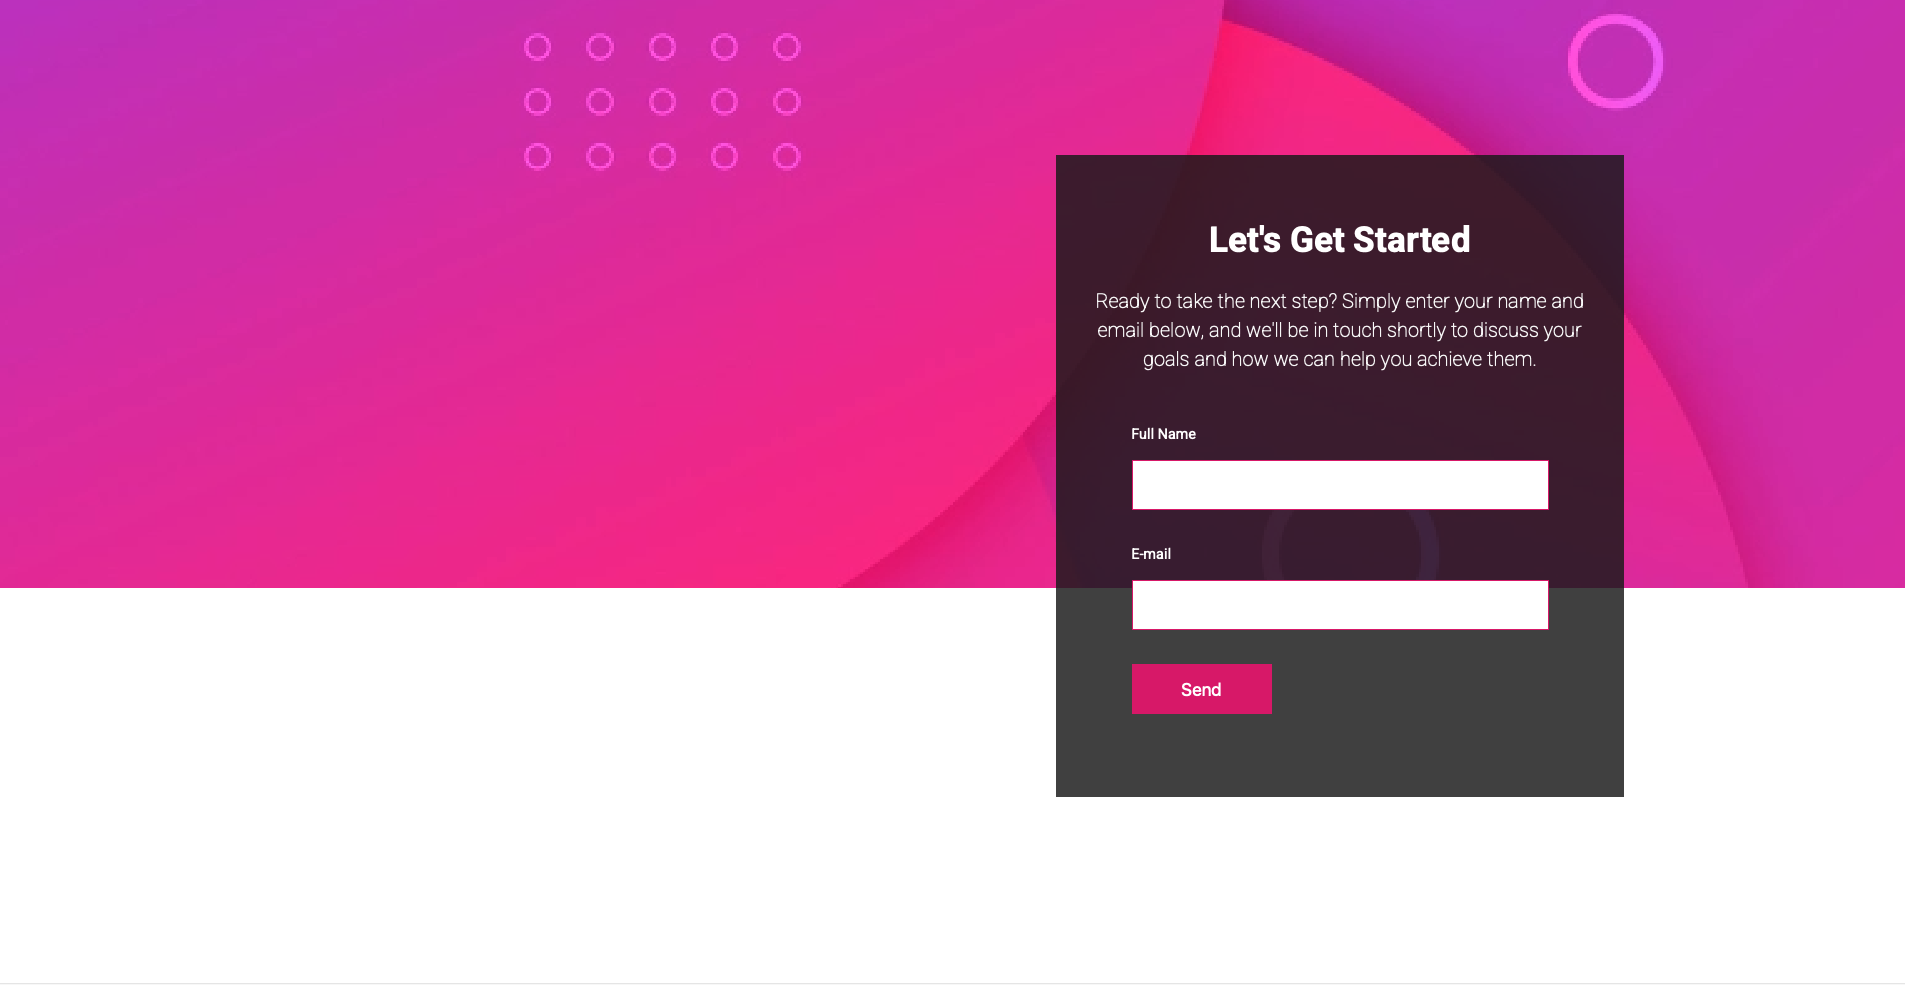 Let's Get Started
Ready to take the next step? Simply enter your name and
email below, and we'll be in touch shortly to discuss your
goals and how we can help you achieve them.
Full Name
E-mail
Send